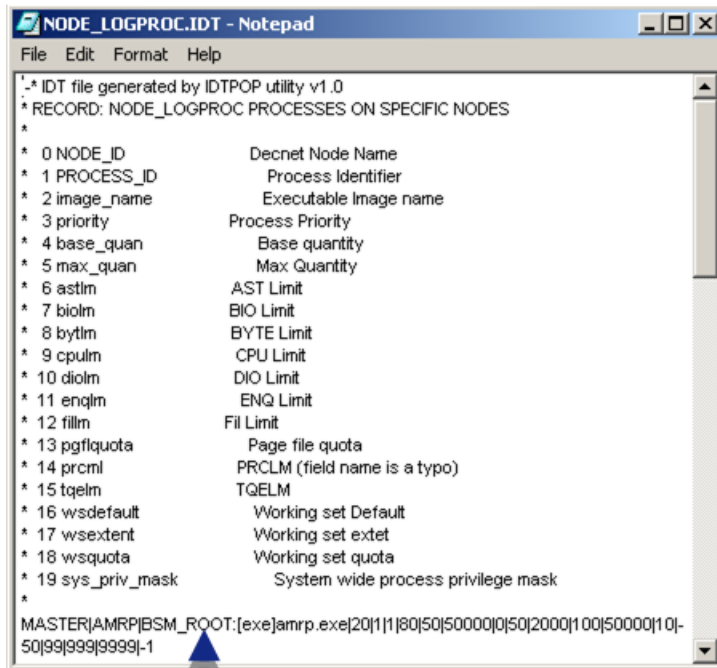 NODE_LOGPROC.IDT - Notepad
File Edit Format Help
'-* IDT file generated by IDTPOP utility v1.0
* RECORD: NODE_LOGPROC PROCESSES ON SPECIFIC NODES
*
* 0 NODE_ID Decnet Node Name
* 1 PROCESS_ID Process Identifier
* 2 image_name Executable Image name
* 3 priority Process Priority
* 4 base_quan Base quantity
* 5 max_quan Max Quantity
* 6 astlm AST Limit
* 7 biolm BIO Limit
* 8 bytlm BYTE Limit
* 9 cpulm CPU Limit
* 10 diolm DIO Limit
* 11 enqlm ENQ Limit
* 12 fillm Fil Limit
* 13 pgflquota Page file quota
* 14 prcml PRCLM (field name is a typo)
* 15 tqelm TQELM
* 16 wsdefault Working set Default
* 17 wsextent Working set extet
* 18 wsquota Working set quota
* 19 sys_priv_mask System wide process privilege mask
*
MASTER|AMRP|BSM_ROOT:[exe]amrp.exe|20|1|1|80|50|50000|0|50|2000|100|50000|10|-
50|99|999|9999|-1